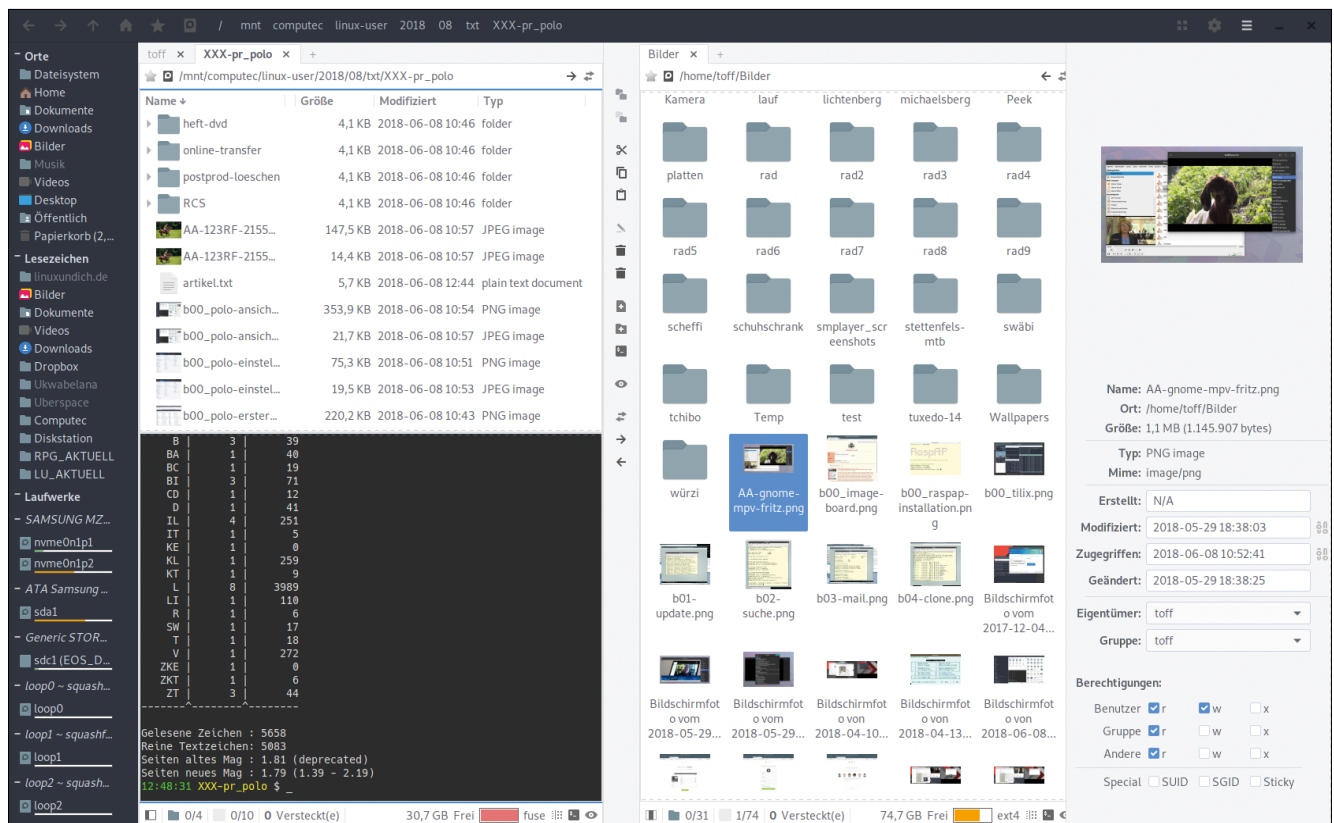 / mnt computec linux-user 2018 08 txt XXX-pr_polo
− Orte
Dateisystem
Home
Dokumente
Downloads
Bilder
Musik
Videos
Desktop
Öffentlich
Papierkorb (2,...
− Lesezeichen
linuxundich.de
Bilder
Dokumente
Videos
Downloads
Dropbox
Ukwabelana
Uberspace
Computec
Diskstation
RPG_AKTUELL
LU_AKTUELL
− Laufwerke
− SAMSUNG MZ...
nvme0n1p1
nvme0n1p2
− ATA Samsung ...
sda1
− Generic STOR...
sdc1 (EOS_D...
− loop0 ~ squash...
loop0
− loop1 ~ squashf...
loop1
− loop2 ~ squash...
loop2
toff × XXX-pr_polo × +
/mnt/computec/linux-user/2018/08/txt/XXX-pr_polo
Name Größe Modifiziert Typ
heft-dvd 4,1 KB 2018-06-08 10:46 folder
online-transfer 4,1 KB 2018-06-08 10:46 folder
postprod-loeschen 4,1 KB 2018-06-08 10:46 folder
RCS 4,1 KB 2018-06-08 10:46 folder
AA-123RF-2155... 147,5 KB 2018-06-08 10:57 JPEG image
AA-123RF-2155... 14,4 KB 2018-06-08 10:57 JPEG image
artikel.txt 5,7 KB 2018-06-08 12:44 plain text document
b00_polo-ansich... 353,9 KB 2018-06-08 10:54 PNG image
b00_polo-ansich... 21,7 KB 2018-06-08 10:57 JPEG image
b00_polo-einstel... 75,3 KB 2018-06-08 10:51 PNG image
b00_polo-einstel... 19,5 KB 2018-06-08 10:53 JPEG image
b00_polo-erster... 220,2 KB 2018-06-08 10:43 PNG image
B | 3 | 39
BA | 1 | 40
BC | 1 | 19
BI | 3 | 71
CD | 1 | 12
D | 1 | 41
IL | 4 | 251
IT | 1 | 5
KE | 1 | 0
KL | 1 | 259
KT | 1 | 9
L | 8 | 3989
LI | 1 | 110
R | 1 | 6
SW | 1 | 17
T | 1 | 18
V | 1 | 272
ZKE | 1 | 0
ZKT | 1 | 6
ZT | 3 | 44
-------^--------^--------
Gelesene Zeichen : 5658
Reine Textzeichen: 5083
Seiten altes Mag : 1.81 (deprecated)
Seiten neues Mag : 1.79 (1.39 - 2.19)
12:48:31 XXX-pr_polo $ _
0/4 0/10 0 Versteckt(e) 30,7 GB Frei fuse
Bilder × +
/home/toff/Bilder
Kamera lauf lichtenberg michaelsberg Peek
platten rad rad2 rad3 rad4
rad5 rad6 rad7 rad8 rad9
scheffi schuhschrank smplayer_scr stettenfels- swäbi
eenshots mtb
tchibo Temp test tuxedo-14 Wallpapers
würzi AA-gnome- b00_image- b00_raspap- b00_tilix.png
mpv-fritz.png board.png installation.pn
g
b01- b02- b03-mail.png b04-clone.png Bildschirmfot
update.png suche.png o vom
2017-12-04...
Bildschirmfot Bildschirmfot Bildschirmfot Bildschirmfot Bildschirmfot
o vom o vom o von o von o von
2018-05-29... 2018-05-29... 2018-04-10... 2018-04-13... 2018-06-08...
0/31 1/74 0 Versteckt(e) 74,7 GB Frei ext4
Name: AA-gnome-mpv-fritz.png
Ort: /home/toff/Bilder
Größe: 1,1 MB (1.145.907 bytes)
Typ: PNG image
Mime: image/png
Erstellt: N/A
Modifiziert: 2018-05-29 18:38:03
Zugegriffen: 2018-06-08 10:52:41
Geändert: 2018-05-29 18:38:25
Eigentümer: toff
Gruppe: toff
Berechtigungen:
Benutzer r w x
Gruppe r w x
Andere r w x
Special SUID SGID Sticky